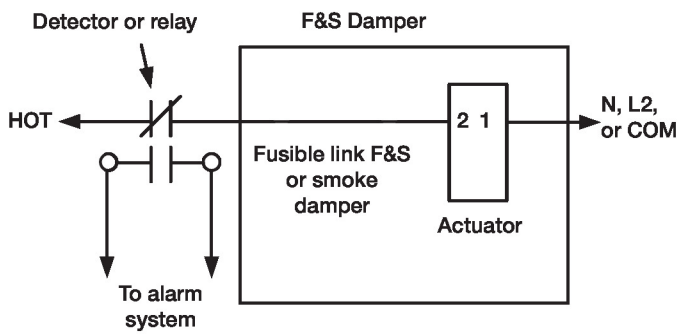 Detector or relay
F&S Damper
HOT
2 1
N, L2,
or COM
Fusible link F&S
or smoke
damper
Actuator
To alarm
system